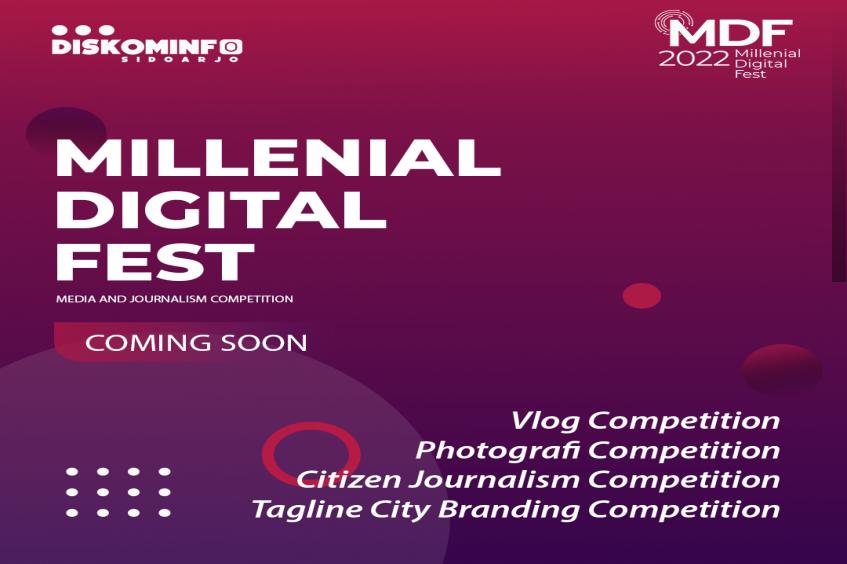 DISKOMINFO
SIDOARJO
MDF
2022 Millenial
Digital
Fest
MILLENIAL
DIGITAL
FEST
MEDIA AND JOURNALISM COMPETITION
COMING SOON
Vlog Competition
Photografi Competition
Citizen Journalism Competition
Tagline City Branding Competition